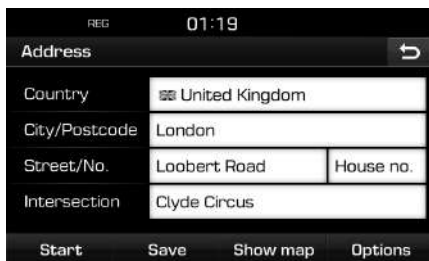 REG 01:19
Address
Country United Kingdom
City/Postcode London
Street/No. Loobert Road House no.
Intersection Clyde Circus
Start Save Show map Options